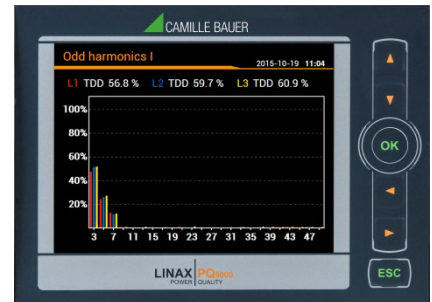 CAMILLE BAUER
Odd harmonics I
2015-10-19 11:04
L1 TDD 56.8 % L2 TDD 59.7 % L3 TDD 60.9 %
100%
80%
60%
40%
20%
3 7 11 15 19 23 27 31 35 39 43 47
OK
ESC
LINAX PQ3000
POWER QUALITY